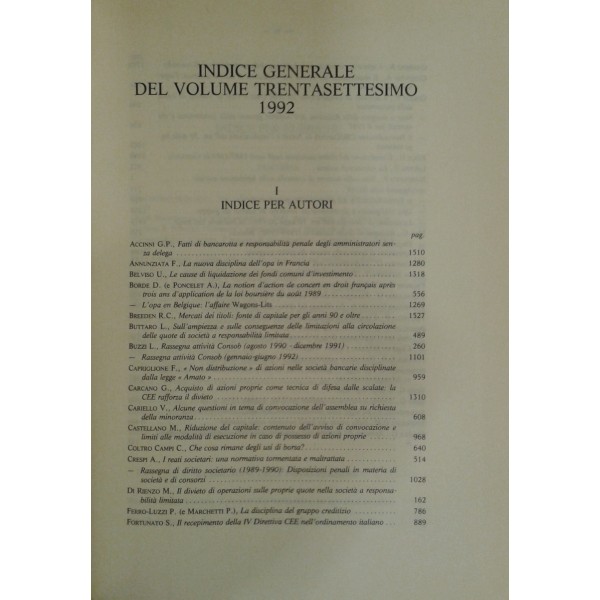 INDICE GENERALE
DEL VOLUME TRENTASETTESIMO
1992
I
INDICE PER AUTORI
pag.
ACCINNI G.P., Fatti di bancarotta e responsabilità penale degli amministratori sen-
za delega 1510
ANNUNZIATA F., La nuova disciplina dell'opa in Francia 1280
BELVISO U., Le cause di liquidazione dei fondi comuni d'investimento 1318
BORDE D. (e PONCELET A.), La notion d'action de concert en droit français après
trois ans d'application de la loi boursière du août 1989 356
— L'opa en Belgique: l'affaire Wagons-Lits 1269
BREEDEN R.C., Mercati dei titoli: fonte di capitale per gli anni 90 e oltre 1527
BUTTARO L., Sull'ampiezza e sulle conseguenze delle limitazioni alla circolazione
delle quote di società a responsabilità limitata 489
BUZZI L., Rassegna attività Consob (agosto 1990 - dicembre 1991) 260
— Rassegna attività Consob (gennaio-giugno 1992) 1101
CAPRIGLIONE F., « Non distribuzione » di azioni nelle società bancarie disciplinate
dalla legge « Amato » 959
CARCANO G., Acquisto di azioni proprie come tecnica di difesa dalle scalate: la
CEE rafforza il divieto 1310
CARIELLO V., Alcune questioni in tema di convocazione dell'assemblea su richiesta
della minoranza 608
CASTELLANO M., Riduzione del capitale: contenuto dell'avviso di convocazione e
limiti alle modalità di esecuzione in caso di possesso di azioni proprie 968
COLTRO CAMPI C., Che cosa rimane degli usi di borsa? 640
CRESPI A., I reati societari: una normativa tormentata e maltrattata 514
— Rassegna di diritto societario (1989-1990): Disposizioni penali in materia di
società e di consorzi 1028
DI RIENZO M., Il divieto di operazioni sulle proprie quote nella società a responsa-
bilità limitata 162
FERRO-LUZZI P. (e MARCHETTI P.), La disciplina del gruppo creditizio 786
FORTUNATO S., Il recepimento della IV Direttiva CEE nell'ordinamento italiano 889